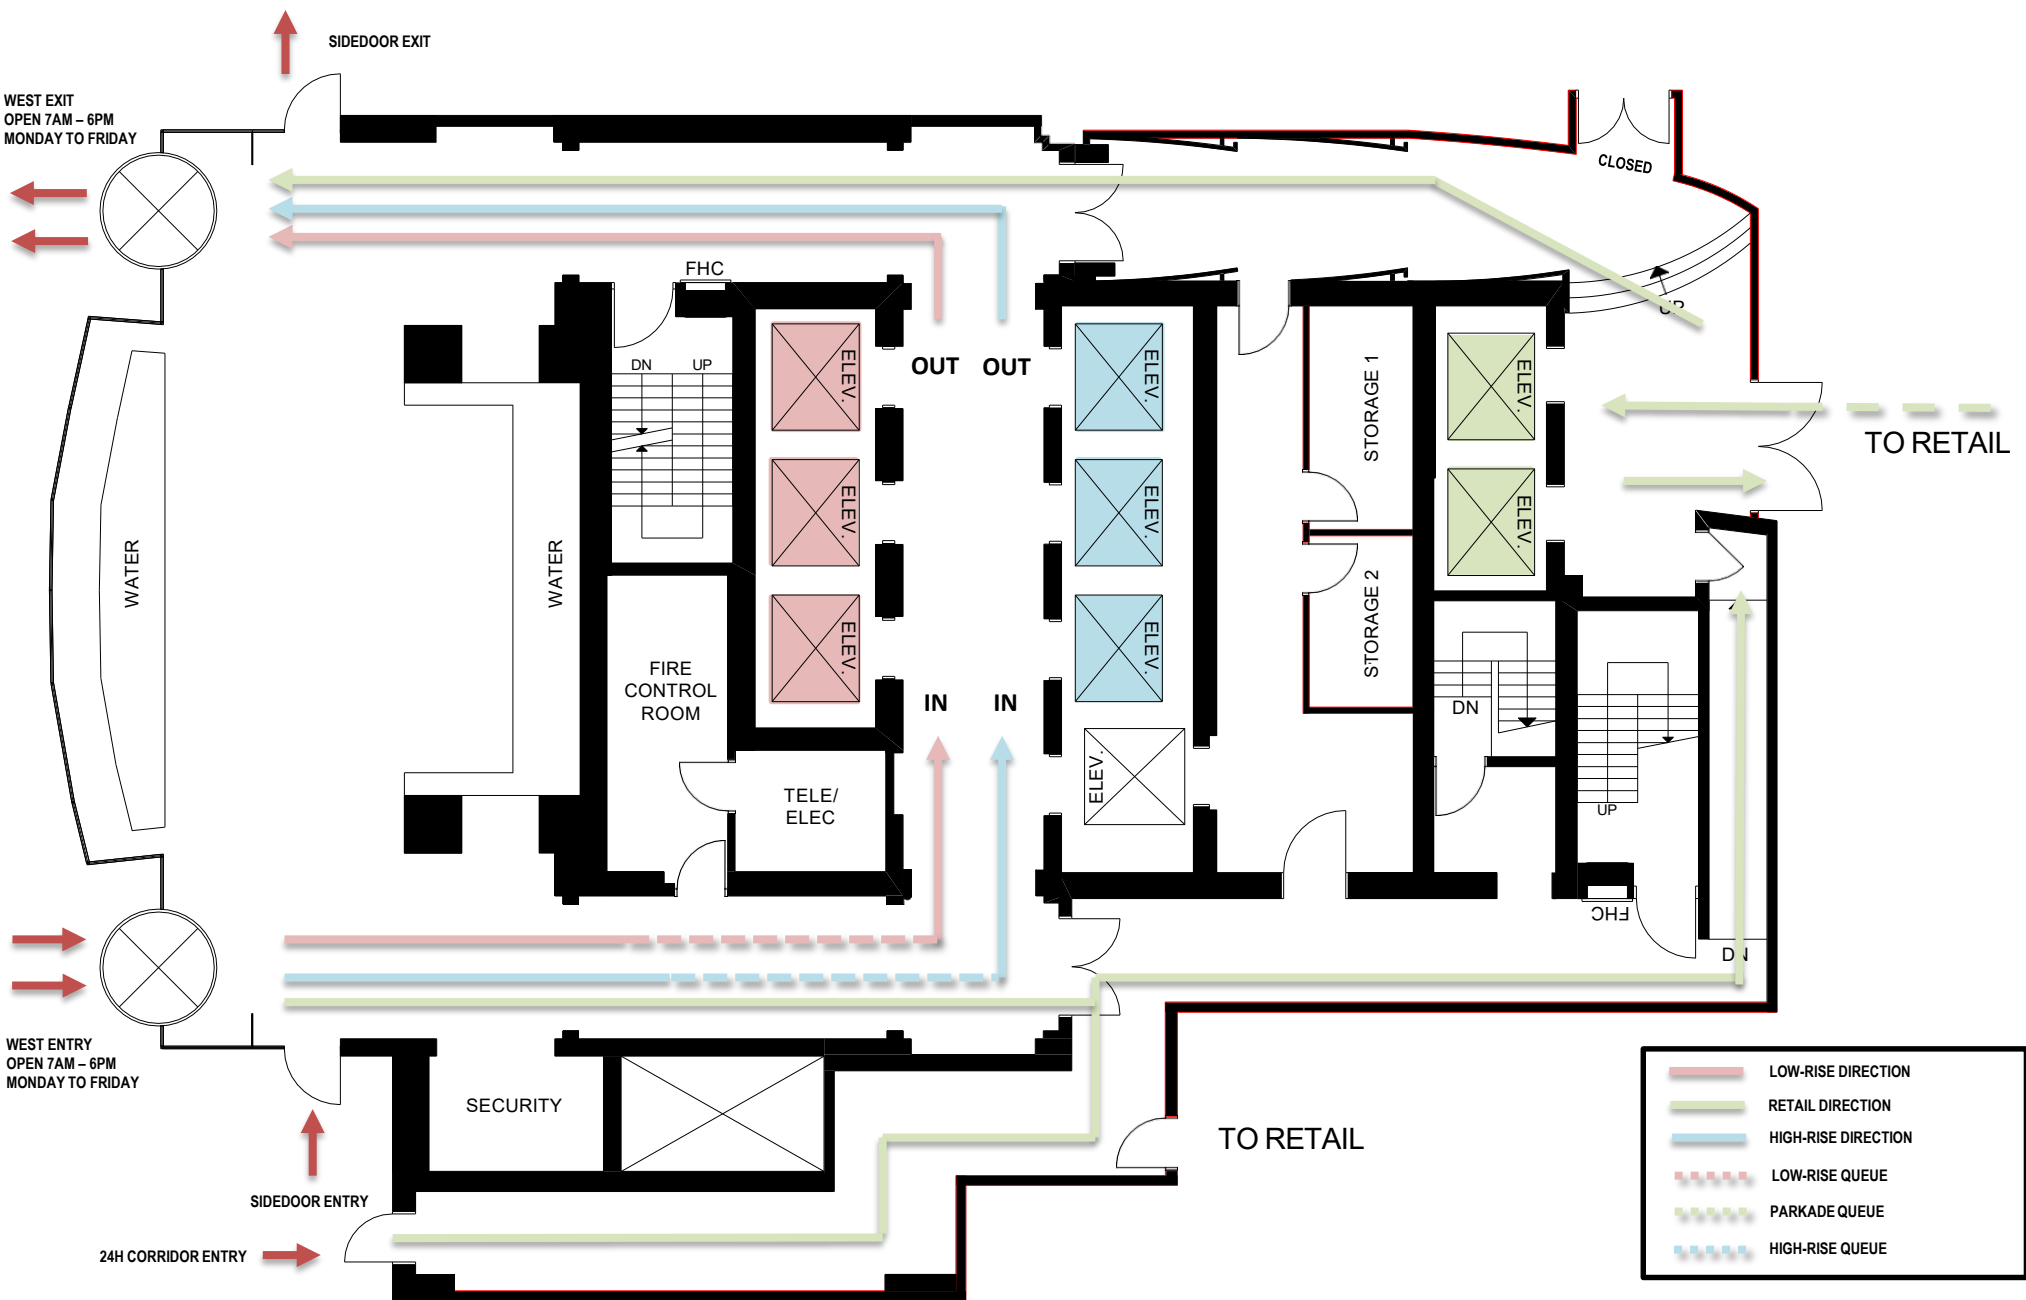 SIDEDOOR EXIT
WEST EXIT
OPEN 7AM – 6PM
MONDAY TO FRIDAY
CLOSED
FHC
UP
DN
UP
OUT
OUT
ELEV.
ELEV.
ELEV.
STORAGE 1
TO RETAIL
ELEV.
ELEV.
ELEV.
ELEV.
WATER
WATER
STORAGE 2
ELEV.
ELEV.
FIRE
CONTROL
ROOM
IN
IN
DN
ELEV.
TELE/
ELEC
UP
FHC
DN
WEST ENTRY
OPEN 7AM – 6PM
MONDAY TO FRIDAY
SECURITY
TO RETAIL
SIDEDOOR ENTRY
24H CORRIDOR ENTRY
LOW-RISE DIRECTION
RETAIL DIRECTION
HIGH-RISE DIRECTION
LOW-RISE QUEUE
PARKADE QUEUE
HIGH-RISE QUEUE